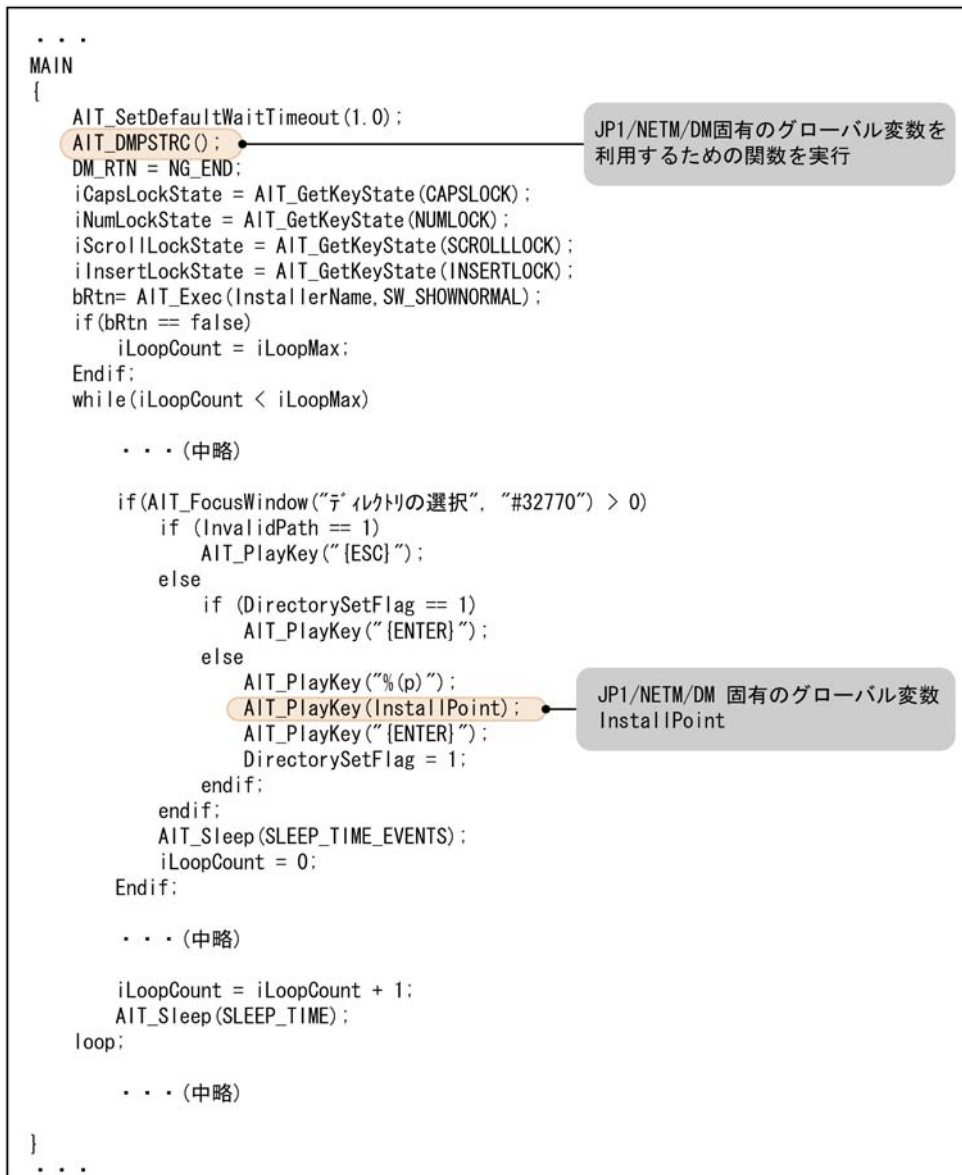 ・・・
MAIN
{
AIT_SetDefaultWaitTimeout(1.0);
AIT_DMPSTRC();
JP1/NETM/DM固有のグローバル変数を
利用するための関数を実行
DM_RTN = NG_END;
iCapsLockState = AIT_GetKeyState(CAPSLOCK);
iNumLockState = AIT_GetKeyState(NUMLOCK);
iScrollLockState = AIT_GetKeyState(SCROLLLOCK);
iInsertLockState = AIT_GetKeyState(INSERTLOCK);
bRtn= AIT_Exec(InstallerName,SW_SHOWNORMAL);
if(bRtn == false)
iLoopCount = iLoopMax;
Endif;
while(iLoopCount < iLoopMax)
・・・(中略)
if(AIT_FocusWindow("ﾃﾞｨﾚｸﾄﾘの選択", "#32770") > 0)
if (InvalidPath == 1)
AIT_PlayKey("{ESC}");
else
if (DirectorySetFlag == 1)
AIT_PlayKey("{ENTER}");
else
AIT_PlayKey("%(p)");
AIT_PlayKey(InstallPoint);
JP1/NETM/DM 固有のグローバル変数
InstallPoint
AIT_PlayKey("{ENTER}");
DirectorySetFlag = 1;
endif;
endif;
AIT_Sleep(SLEEP_TIME_EVENTS);
iLoopCount = 0;
Endif;
・・・(中略)
iLoopCount = iLoopCount + 1;
AIT_Sleep(SLEEP_TIME);
loop;
・・・(中略)
}
・・・